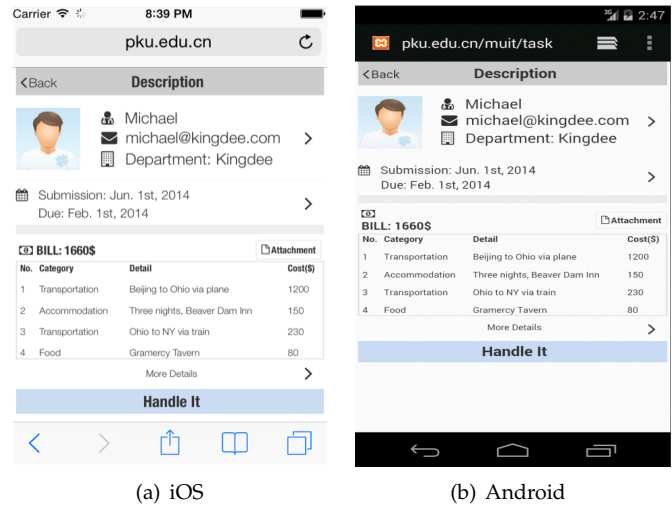 Carrier 8:39 PM
pku.edu.cn
Back Description
Michael
michael@kingdee.com
Department: Kingdee
Submission: Jun. 1st, 2014
Due: Feb. 1st, 2014
BILL: 1660$ Attachment
No. Category Detail Cost($)
1 Transportation Beijing to Ohio via plane 1200
2 Accommodation Three nights, Beaver Dam Inn 150
3 Transportation Ohio to NY via train 230
4 Food Gramercy Tavern 80
More Details
Handle It
(a) iOS
3G 2:47
pku.edu.cn/muit/task
Back Description
Michael
michael@kingdee.com
Department: Kingdee
Submission: Jun. 1st, 2014
Due: Feb. 1st, 2014
BILL: 1660$ Attachment
No. Category Detail Cost($)
1 Transportation Beijing to Ohio via plane 1200
2 Accommodation Three nights, Beaver Dam Inn 150
3 Transportation Ohio to NY via train 230
4 Food Gramercy Tavern 80
More Details
Handle It
(b) Android